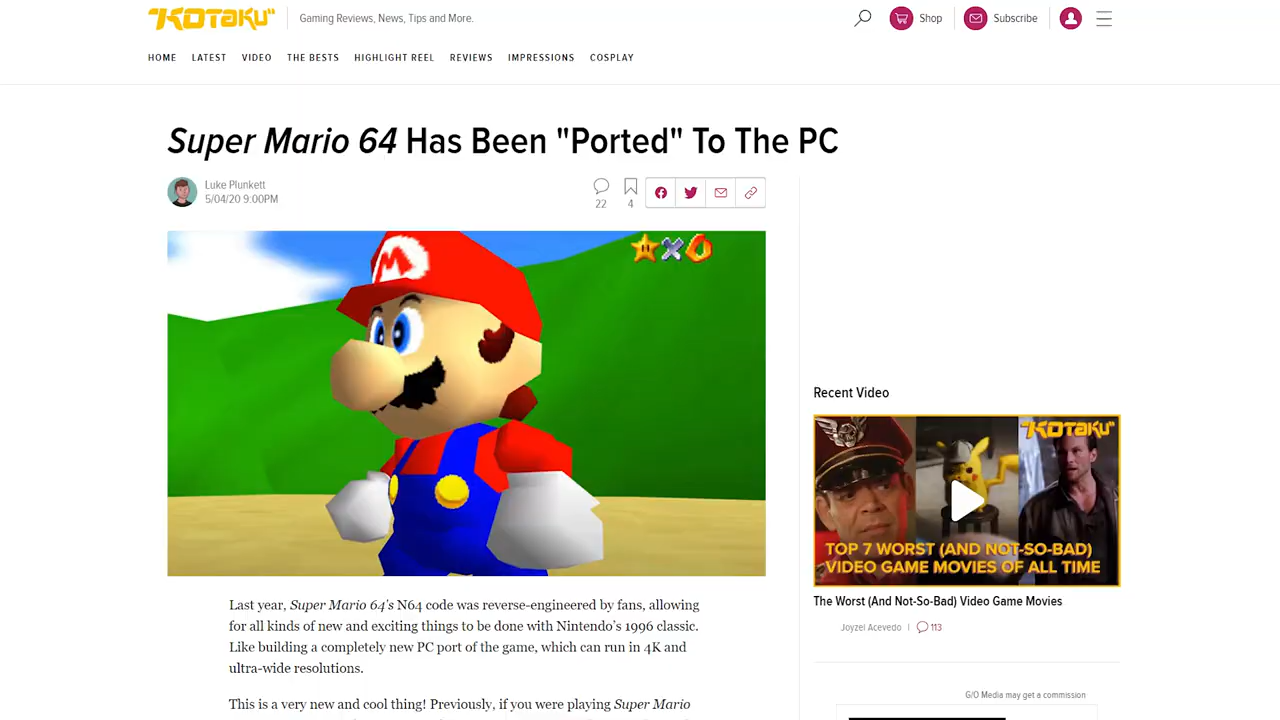 KOTAKU
Gaming Reviews, News, Tips and More.
Shop
Subscribe
HOME LATEST VIDEO THE BESTS HIGHLIGHT REEL REVIEWS IMPRESSIONS COSPLAY
Super Mario 64 Has Been "Ported" To The PC
Luke Plunkett
5/04/20 9:00PM
22
4
M
Last year, Super Mario 64's N64 code was reverse-engineered by fans, allowing
for all kinds of new and exciting things to be done with Nintendo's 1996 classic.
Like building a completely new PC port of the game, which can run in 4K and
ultra-wide resolutions.
This is a very new and cool thing! Previously, if you were playing Super Mario
Recent Video
KOTAKU
TOP 7 WORST (AND NOT-SO-BAD)
VIDEO GAME MOVIES OF ALL TIME
The Worst (And Not-So-Bad) Video Game Movies
Joyzel Acevedo | 113
G/O Media may get a commission